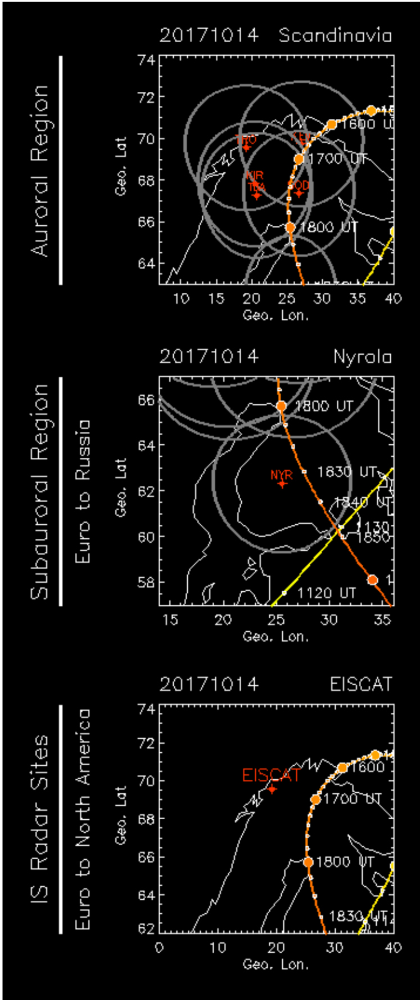 Auroral Region
20171014 Scandinavia
74
72
70
68
66
64
Geo. Lat
TRO
KEV
KIR
TJA
SOD
1600 U
1700 UT
1800 UT
10 15 20 25 30 35 40
Geo. Lon.
Subauroral Region
Euro to Russia
20171014 Nyrola
66
64
62
60
58
Geo. Lat
NYR
1800 UT
1830 UT
1840 UT
1130
1850
1
1120 UT
15 20 25 30 35
Geo. Lon.
IS Radar Sites
Euro to North America
20171014 EISCAT
74
72
70
68
66
64
62
Geo. Lat
EISCAT
1600
1700 UT
1800 UT
1830 UT
0 10 20 30 40
Geo. Lon.